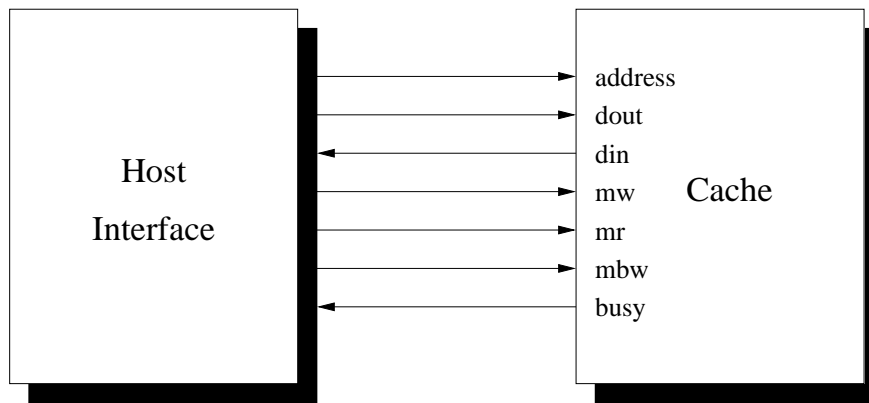 Host
Interface
address
dout
din
mw
mr
mbw
busy
Cache